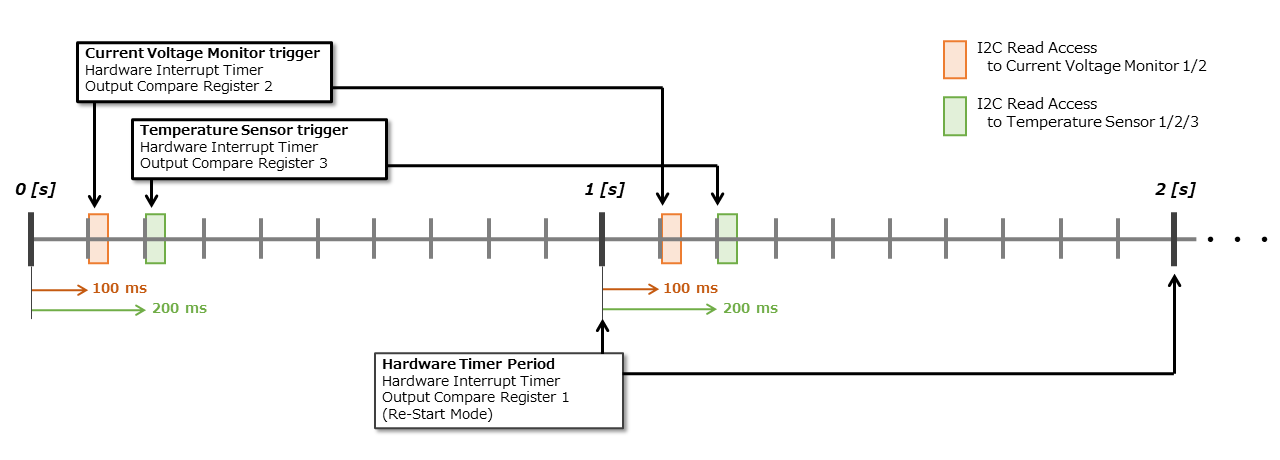 Current Voltage Monitor trigger
Hardware Interrupt Timer
Output Compare Register 2
I2C Read Access
to Current Voltage Monitor 1/2
I2C Read Access
to Temperature Sensor 1/2/3
Temperature Sensor trigger
Hardware Interrupt Timer
Output Compare Register 3
0 [s]
1 [s]
2 [s]
• • •
100 ms
200 ms
100 ms
200 ms
Hardware Timer Period
Hardware Interrupt Timer
Output Compare Register 1
(Re-Start Mode)